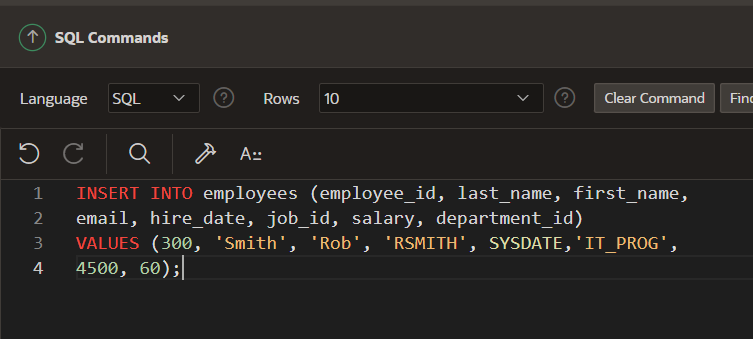 SQL Commands
Language SQL ? Rows 10 ? Clear Command Find
A::
1 INSERT INTO employees (employee_id, last_name, first_name,
2 email, hire_date, job_id, salary, department_id)
3 VALUES (300, 'Smith', 'Rob', 'RSMITH', SYSDATE,'IT_PROG',
4 4500, 60);